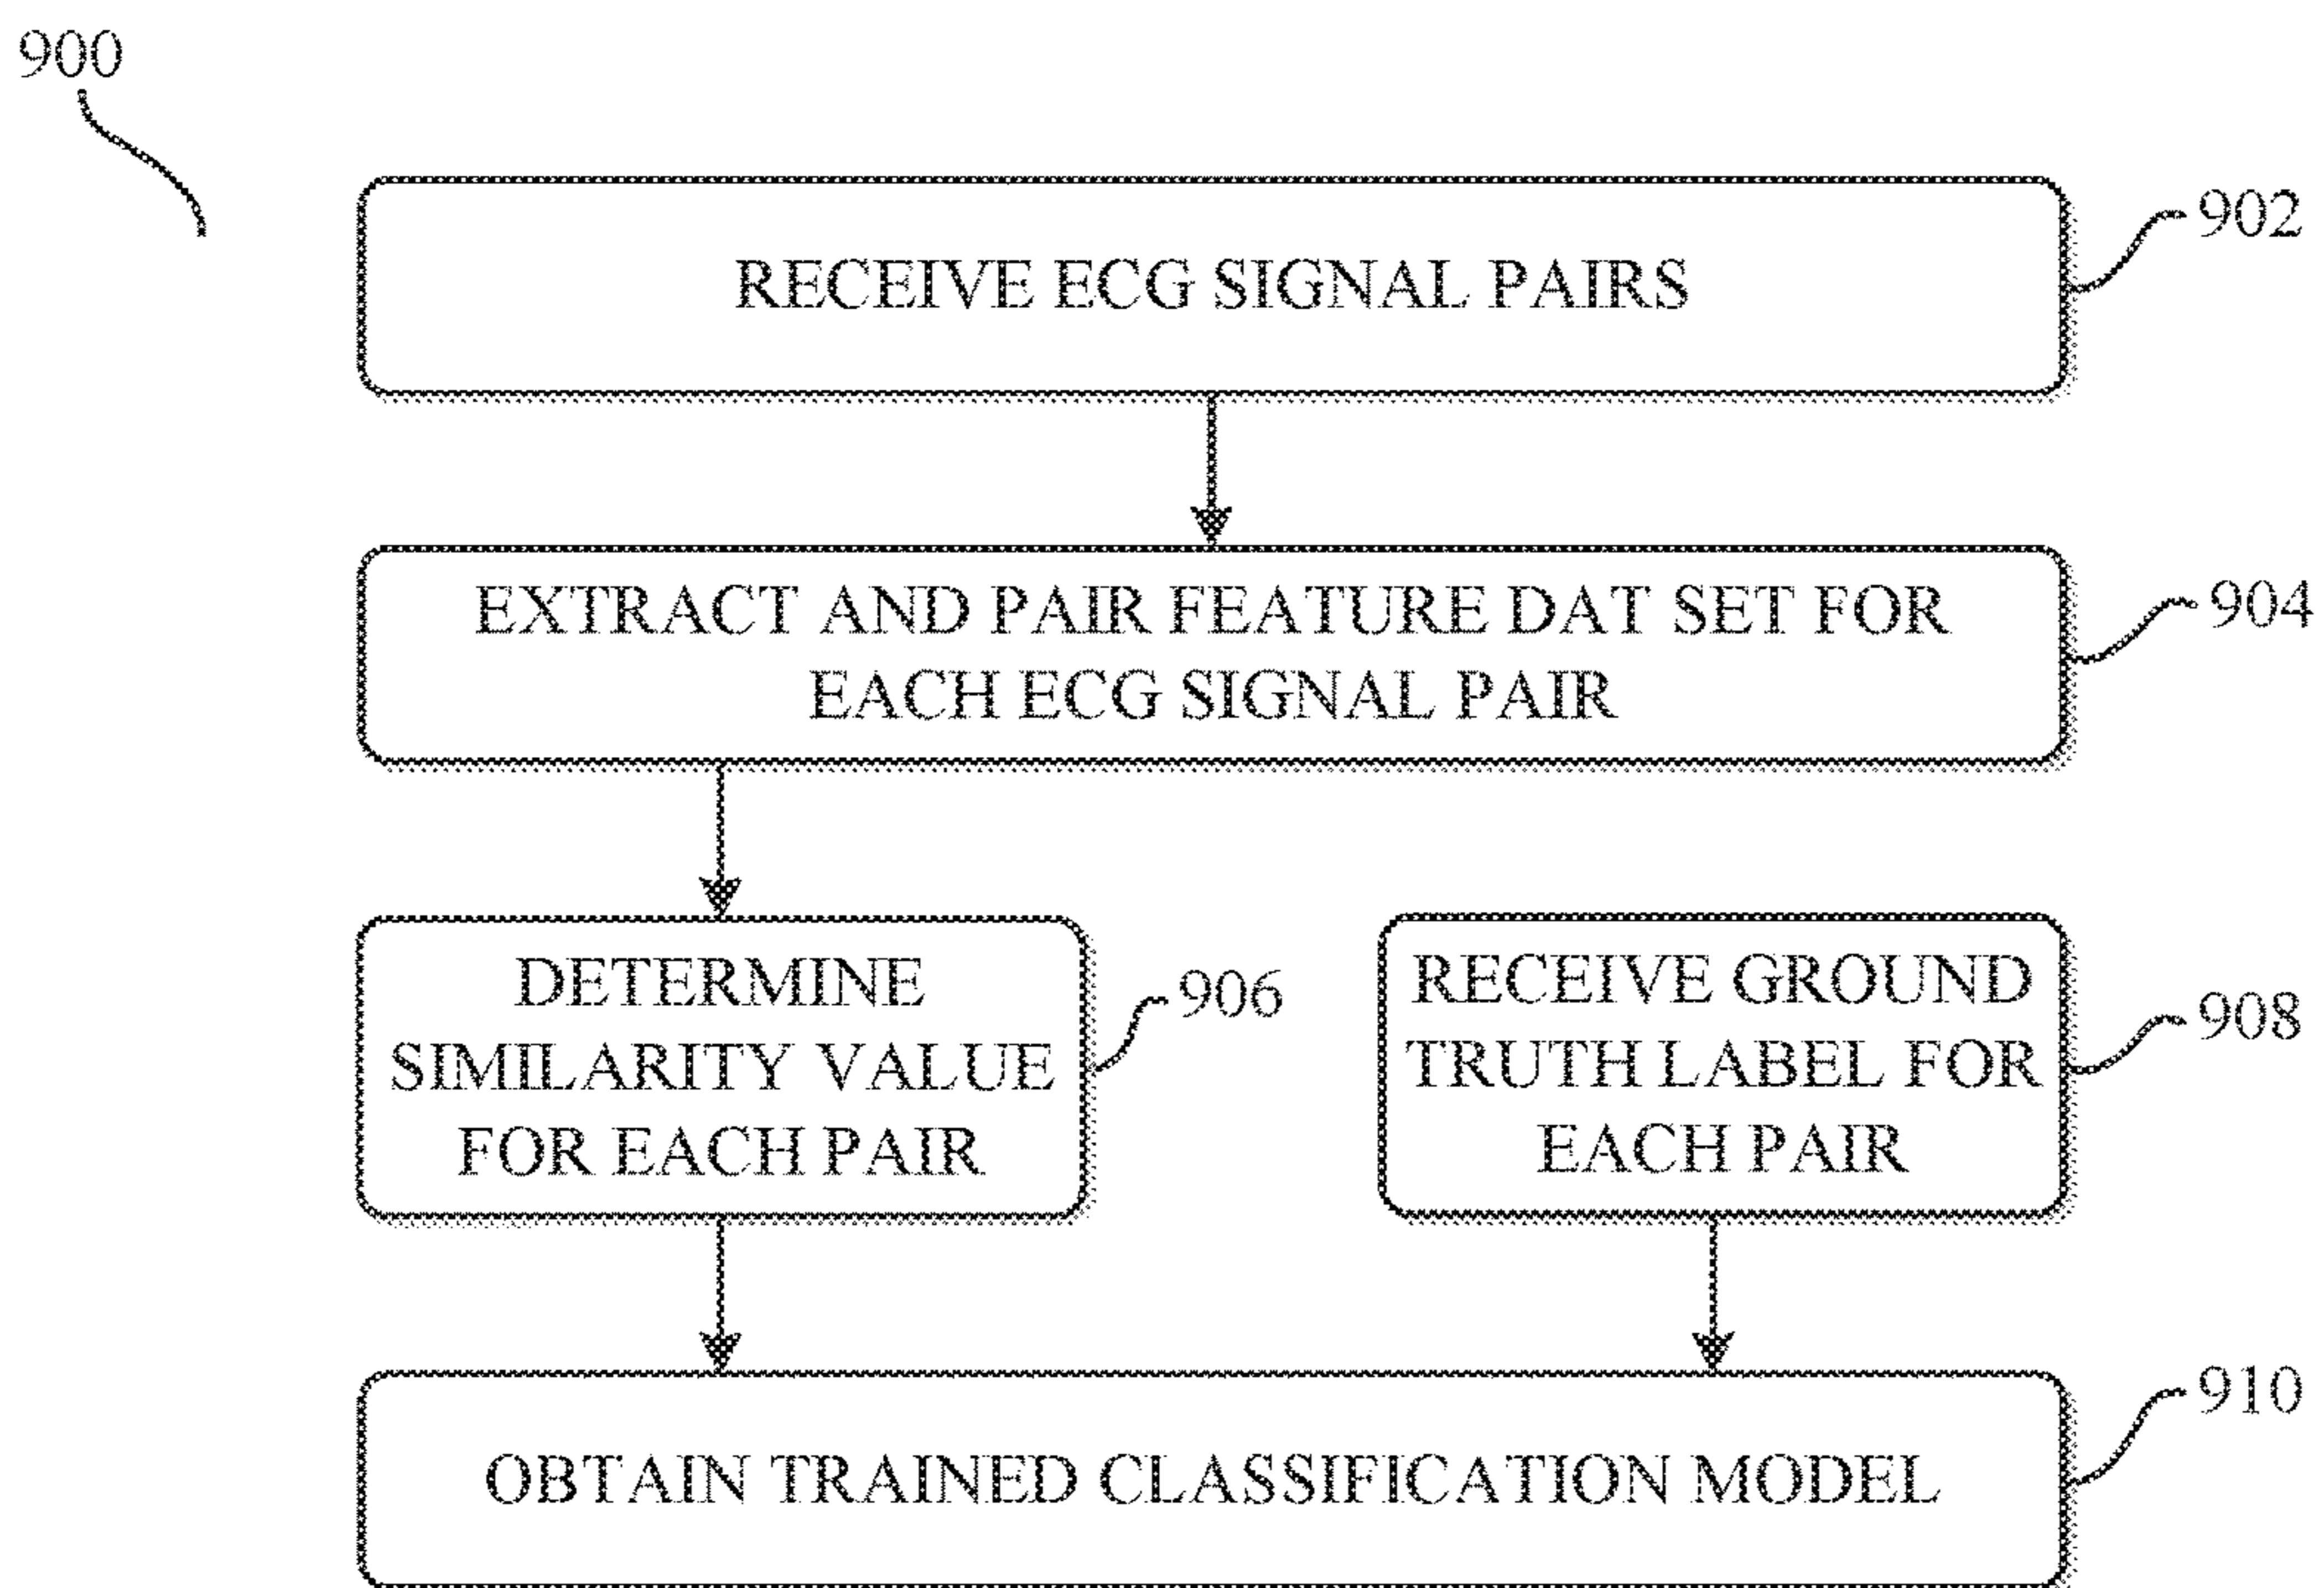 900
RECEIVE ECG SIGNAL PAIRS
902
EXTRACT AND PAIR FEATURE DAT SET FOR
EACH ECG SIGNAL PAIR
904
DETERMINE
SIMILARITY VALUE
FOR EACH PAIR
906
RECEIVE GROUND
TRUTH LABEL FOR
EACH PAIR
908
OBTAIN TRAINED CLASSIFICATION MODEL
910